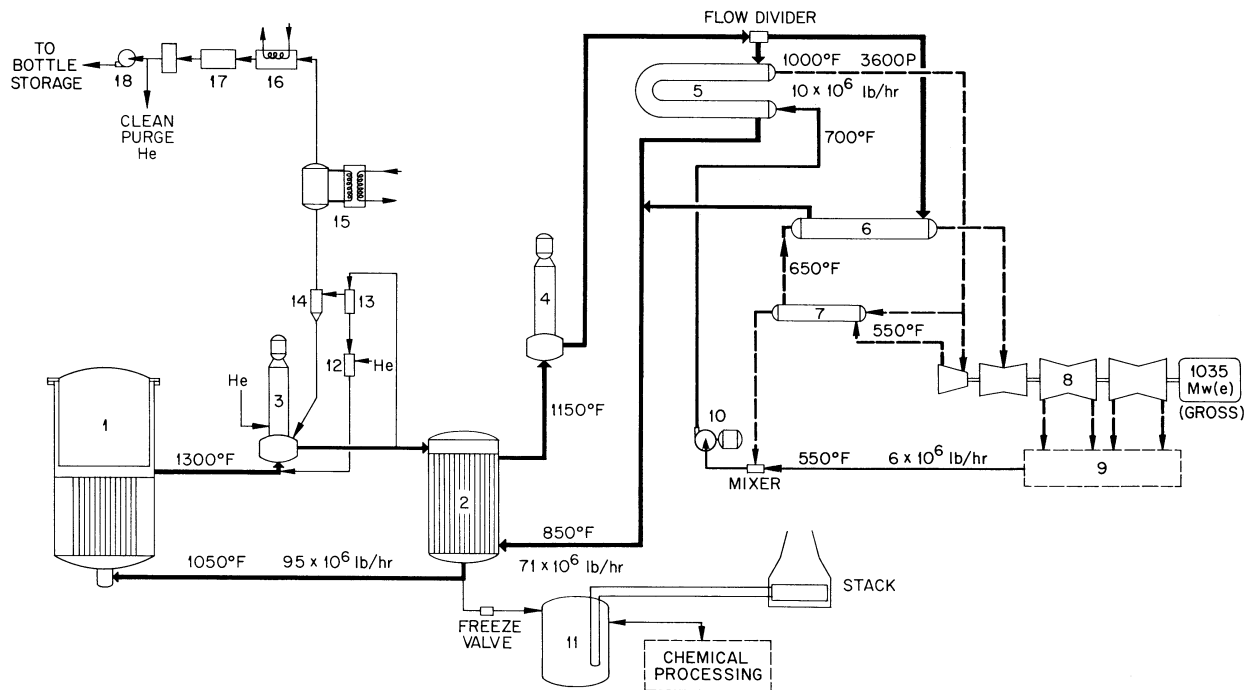 FLOW DIVIDER
TO
BOTTLE
STORAGE
18
17
16
CLEAN
PURGE
He
1000°F 3600P
5
10 x 10⁶ lb/hr
700°F
15
6
650°F
14
13
4
7
550°F
12
He
3
He
8
1035
Mw(e)
(GROSS)
1
1150°F
10
1300°F
550°F
6 x 10⁶ lb/hr
MIXER
9
2
850°F
1050°F
95 x 10⁶ lb/hr
71 x 10⁶ lb/hr
STACK
FREEZE
VALVE
11
CHEMICAL
PROCESSING